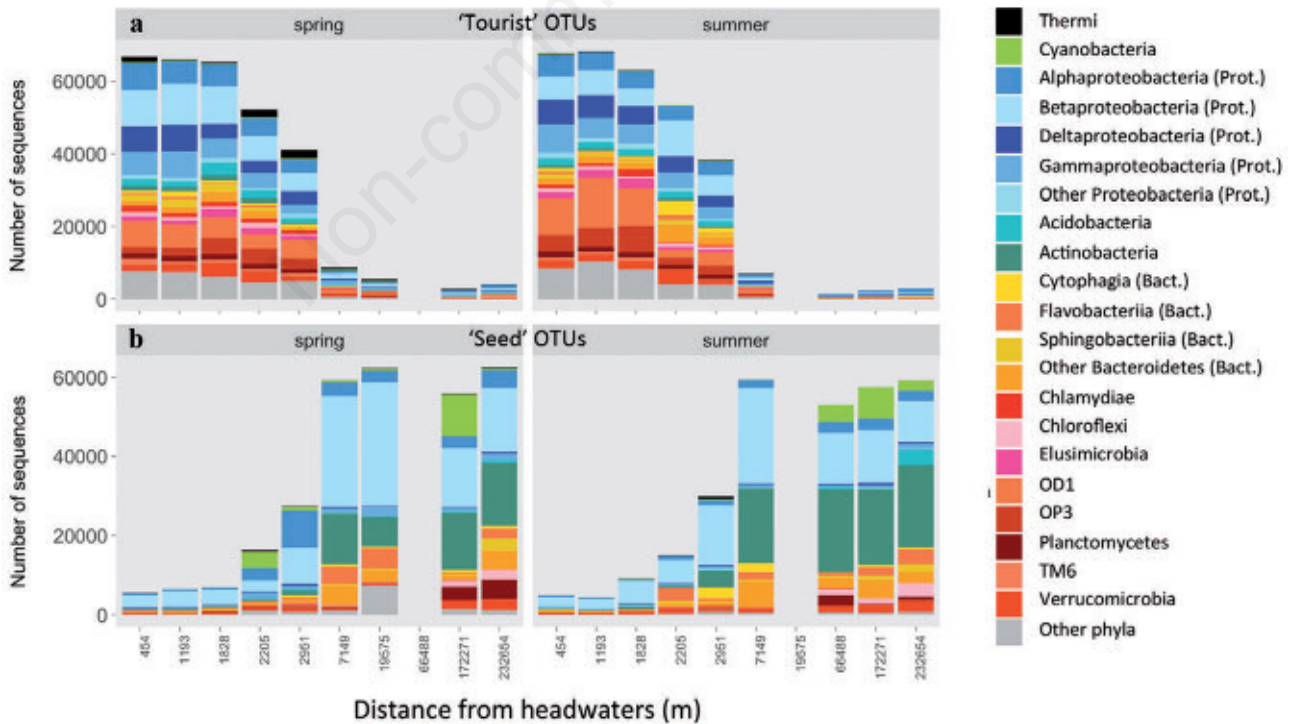 a
spring
'Tourist' OTUs
summer
Number of sequences
60000
40000
20000
0
non-comm
b
spring
'Seed' OTUs
summer
Number of sequences
60000
40000
20000
0
454
1193
1828
2205
2951
7149
19575
66488
172271
232654
454
1193
1828
2205
2951
7149
19575
66488
172271
232654
Distance from headwaters (m)
Thermi
Cyanobacteria
Alphaproteobacteria (Prot.)
Betaproteobacteria (Prot.)
Deltaproteobacteria (Prot.)
Gammaproteobacteria (Prot.)
Other Proteobacteria (Prot.)
Acidobacteria
Actinobacteria
Cytophagia (Bact.)
Flavobacteriia (Bact.)
Sphingobacteriia (Bact.)
Other Bacteroidetes (Bact.)
Chlamydiae
Chloroflexi
Elusimicrobia
OD1
OP3
Planctomycetes
TM6
Verrucomicrobia
Other phyla